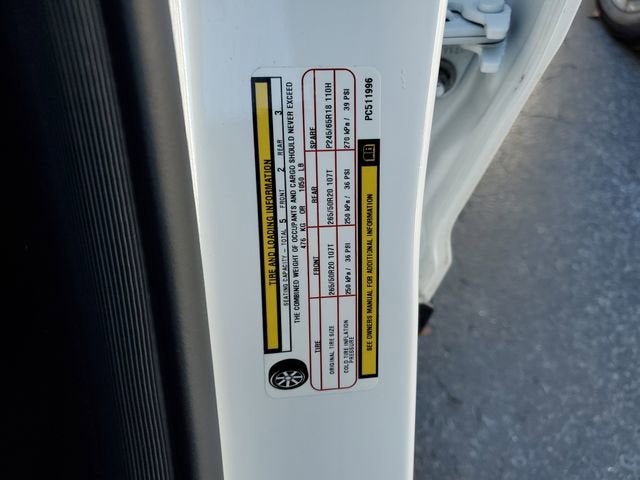 TIRE AND LOADING INFORMATION
SEATING CAPACITY - TOTAL 5 FRONT 2 REAR 3
THE COMBINED WEIGHT OF OCCUPANTS AND CARGO SHOULD NEVER EXCEED
476 KG OR 1050 LB
TIRE FRONT REAR SPARE
ORIGINAL TIRE SIZE 265/50R20 107T 265/50R20 107T P245/65R18 110H
COLD TIRE INFLATION PRESSURE 250 kPa / 36 PSI 250 kPa / 36 PSI 270 kPa / 39 PSI
SEE OWNERS MANUAL FOR ADDITIONAL INFORMATION
PC511996